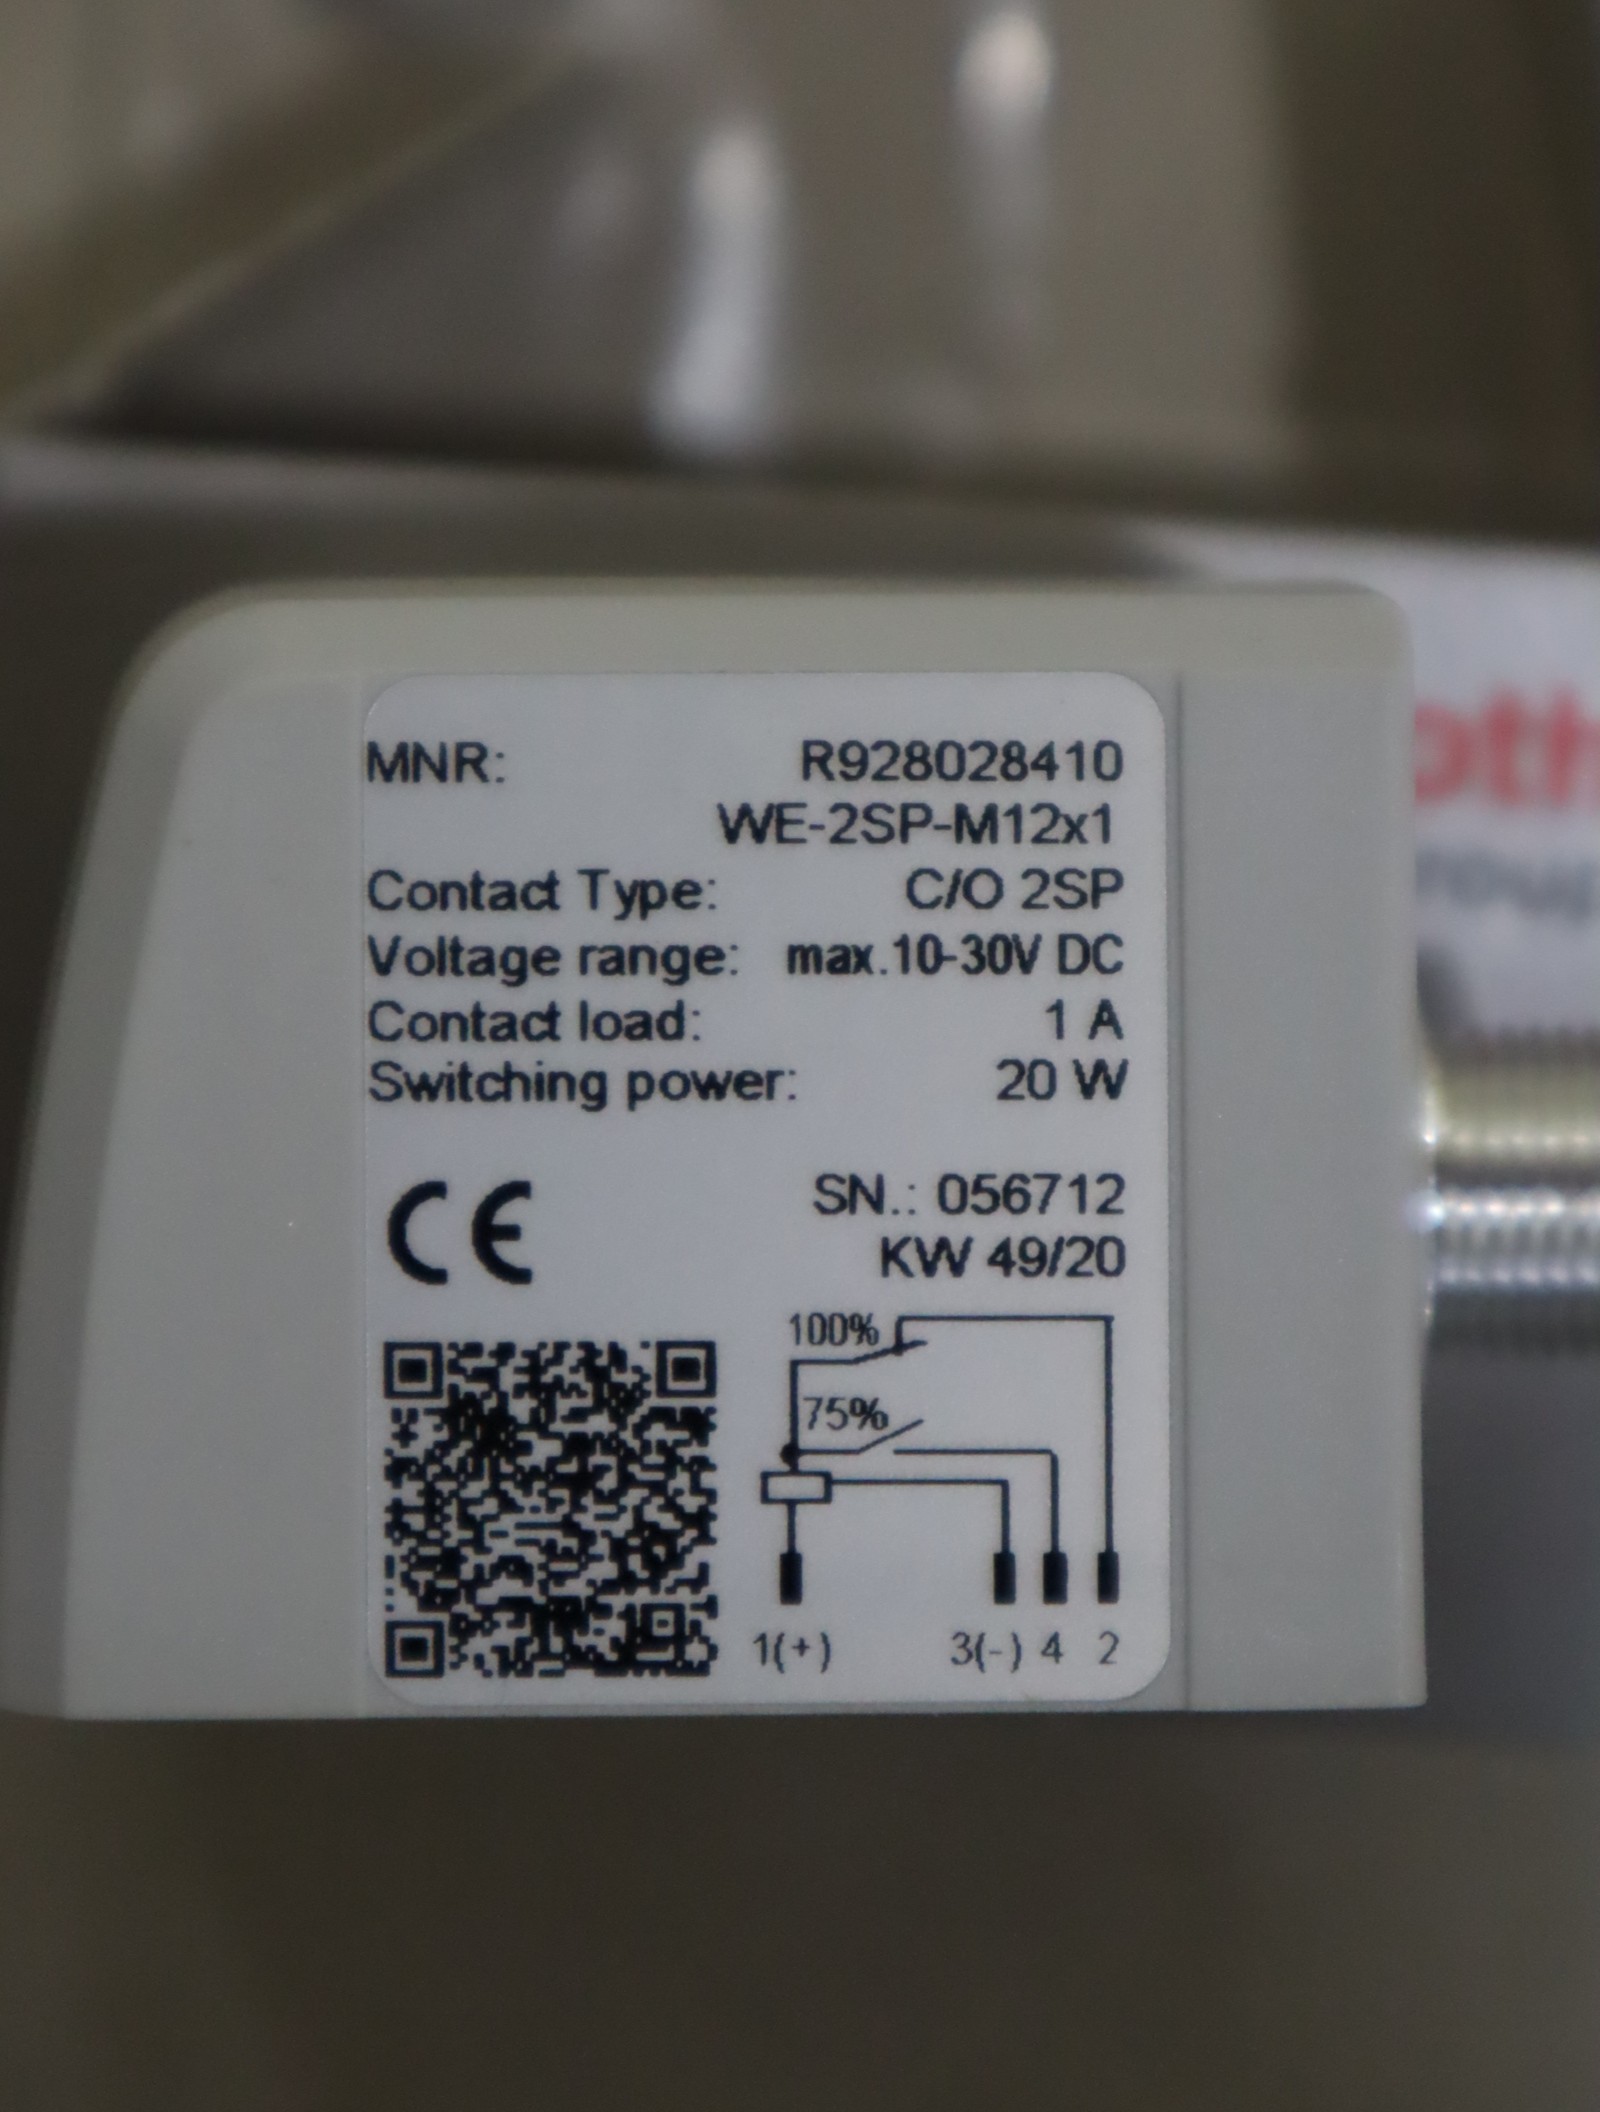 MNR: R928028410
WE-2SP-M12x1
Contact Type: C/O 2SP
Voltage range: max.10-30V DC
Contact load: 1 A
Switching power: 20 W
CE
SN.: 056712
KW 49/20
100%
75%
1(+) 3(-) 4 2